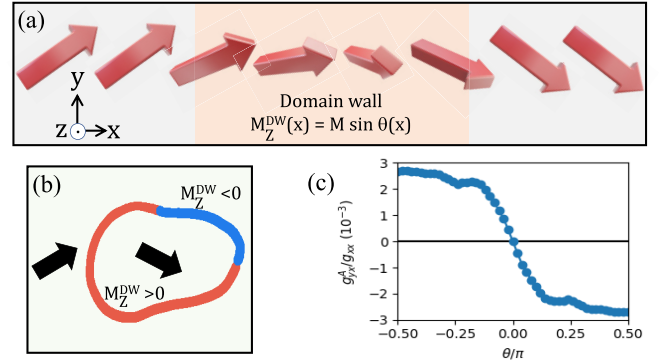 (a)
y
z x
Domain wall
M_Z^DW(x) = M sin θ(x)
(b)
M_Z^DW<0
M_Z^DW>0
(c)
g_yx^A/g_xx (10^-3)
3
2
1
0
−1
−2
−3
−0.50 −0.25 0.00 0.25 0.50
θ/π